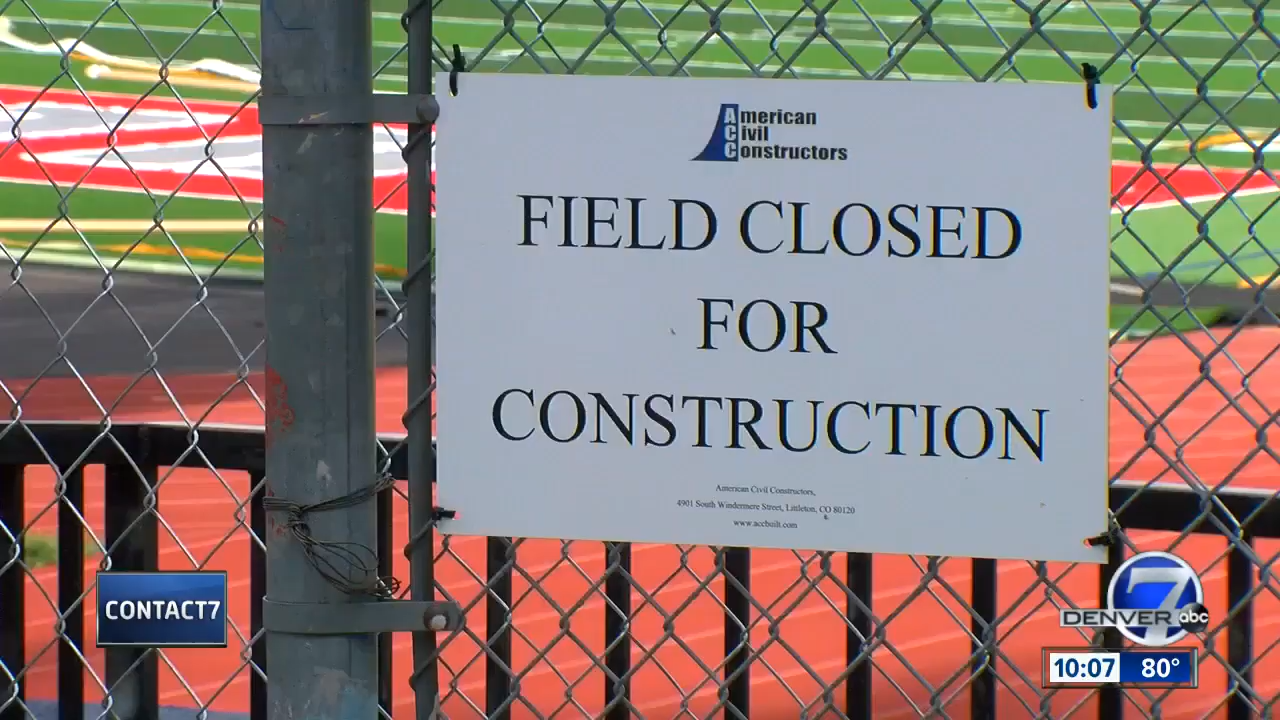 American
Civil
Constructors
FIELD CLOSED
FOR
CONSTRUCTION
American Civil Constructors,
4901 South Windermere Street, Littleton, CO 80120
www.accbuilt.com
CONTACT7
7
DENVER abc
10:07 80°